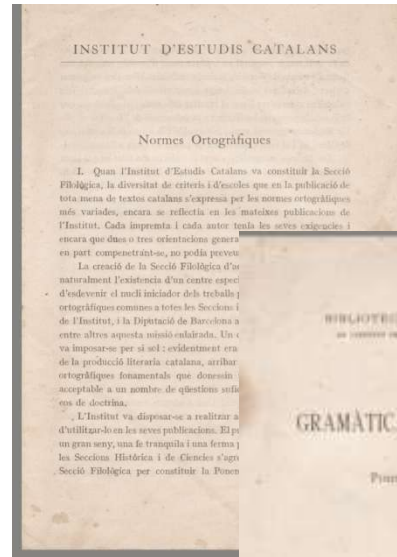 INSTITUT D'ESTUDIS CATALANS
Normes Ortogràfiques
I. Quan l'Institut d'Estudis Catalans va constituir la Secció
Filològica, la diversitat de criteris i d'escoles que en la publicació de
tota mena de textos catalans s'expressa per les normes ortogràfiques
més variades, encara se reflectia en les mateixes publicacions de
l'Institut. Cada impremta i cada autor tenía les seves exigencies i
encara que dues o tres orientacions genera
en part compenetrant-se, no podía preveu
La creació de la Secció Filològica d'a
naturalment l'existencia d'un centre especi
d'esdevenir el nucli iniciador dels treballs p
ortogràfiques comunes a totes les Seccions i
de l'Institut, i la Diputació de Barcelona a
entre altres aquesta missió enlairada. Un
va imposar-se per si sol: evidentment era
de la producció literaria catalana, arribar
ortogràfiques fonamentals que donessin
acceptable a un nombre de qüestions sufi
ens de doctrina.
L'Institut va disposar-se a realitzar a
d'utilitzar-lo en les seves publicacions. El p
un gran seny, una fe tranquila i una ferma p
les Seccions Històrica i de Ciencies s'agr
Secció Filològica per constituir la Ponen
BIBLIOTEC
GRAMÀTIC